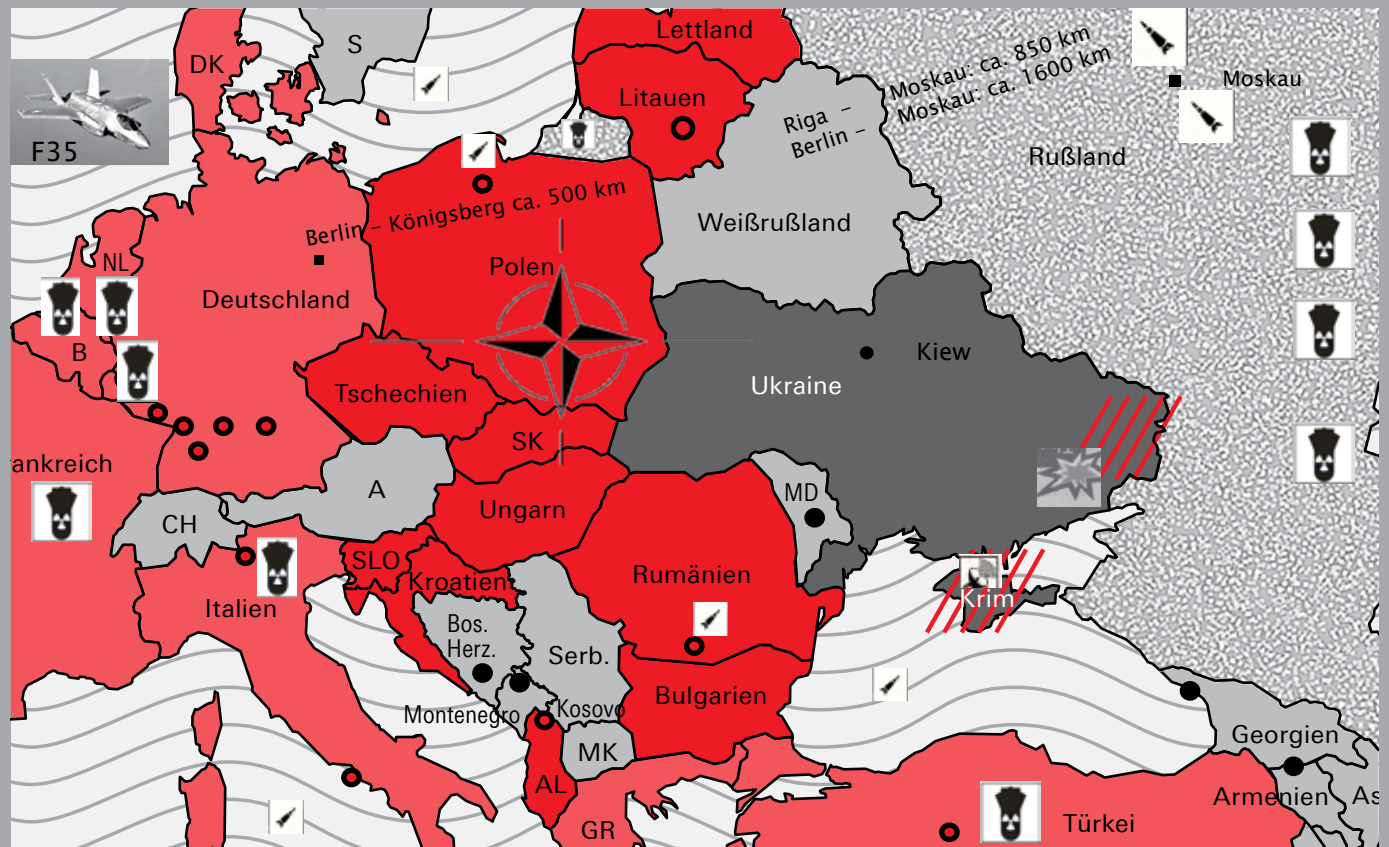 Lettland
S
DK
Moskau: ca. 850 km
Moskau: ca. 1600 km
Moskau
Litauen
Riga –
Berlin –
F35
Rußland
Berlin – Königsberg ca. 500 km
Weißrußland
NL
Polen
Deutschland
B
Kiew
Ukraine
Tschechien
SK
rankreich
A
MD
Ungarn
CH
SLO
Kroatien
Rumänien
Krim
Italien
Bos.
Herz.
Serb.
Bulgarien
Montenegro
Kosovo
Georgien
MK
AL
Armenien
As
GR
Türkei